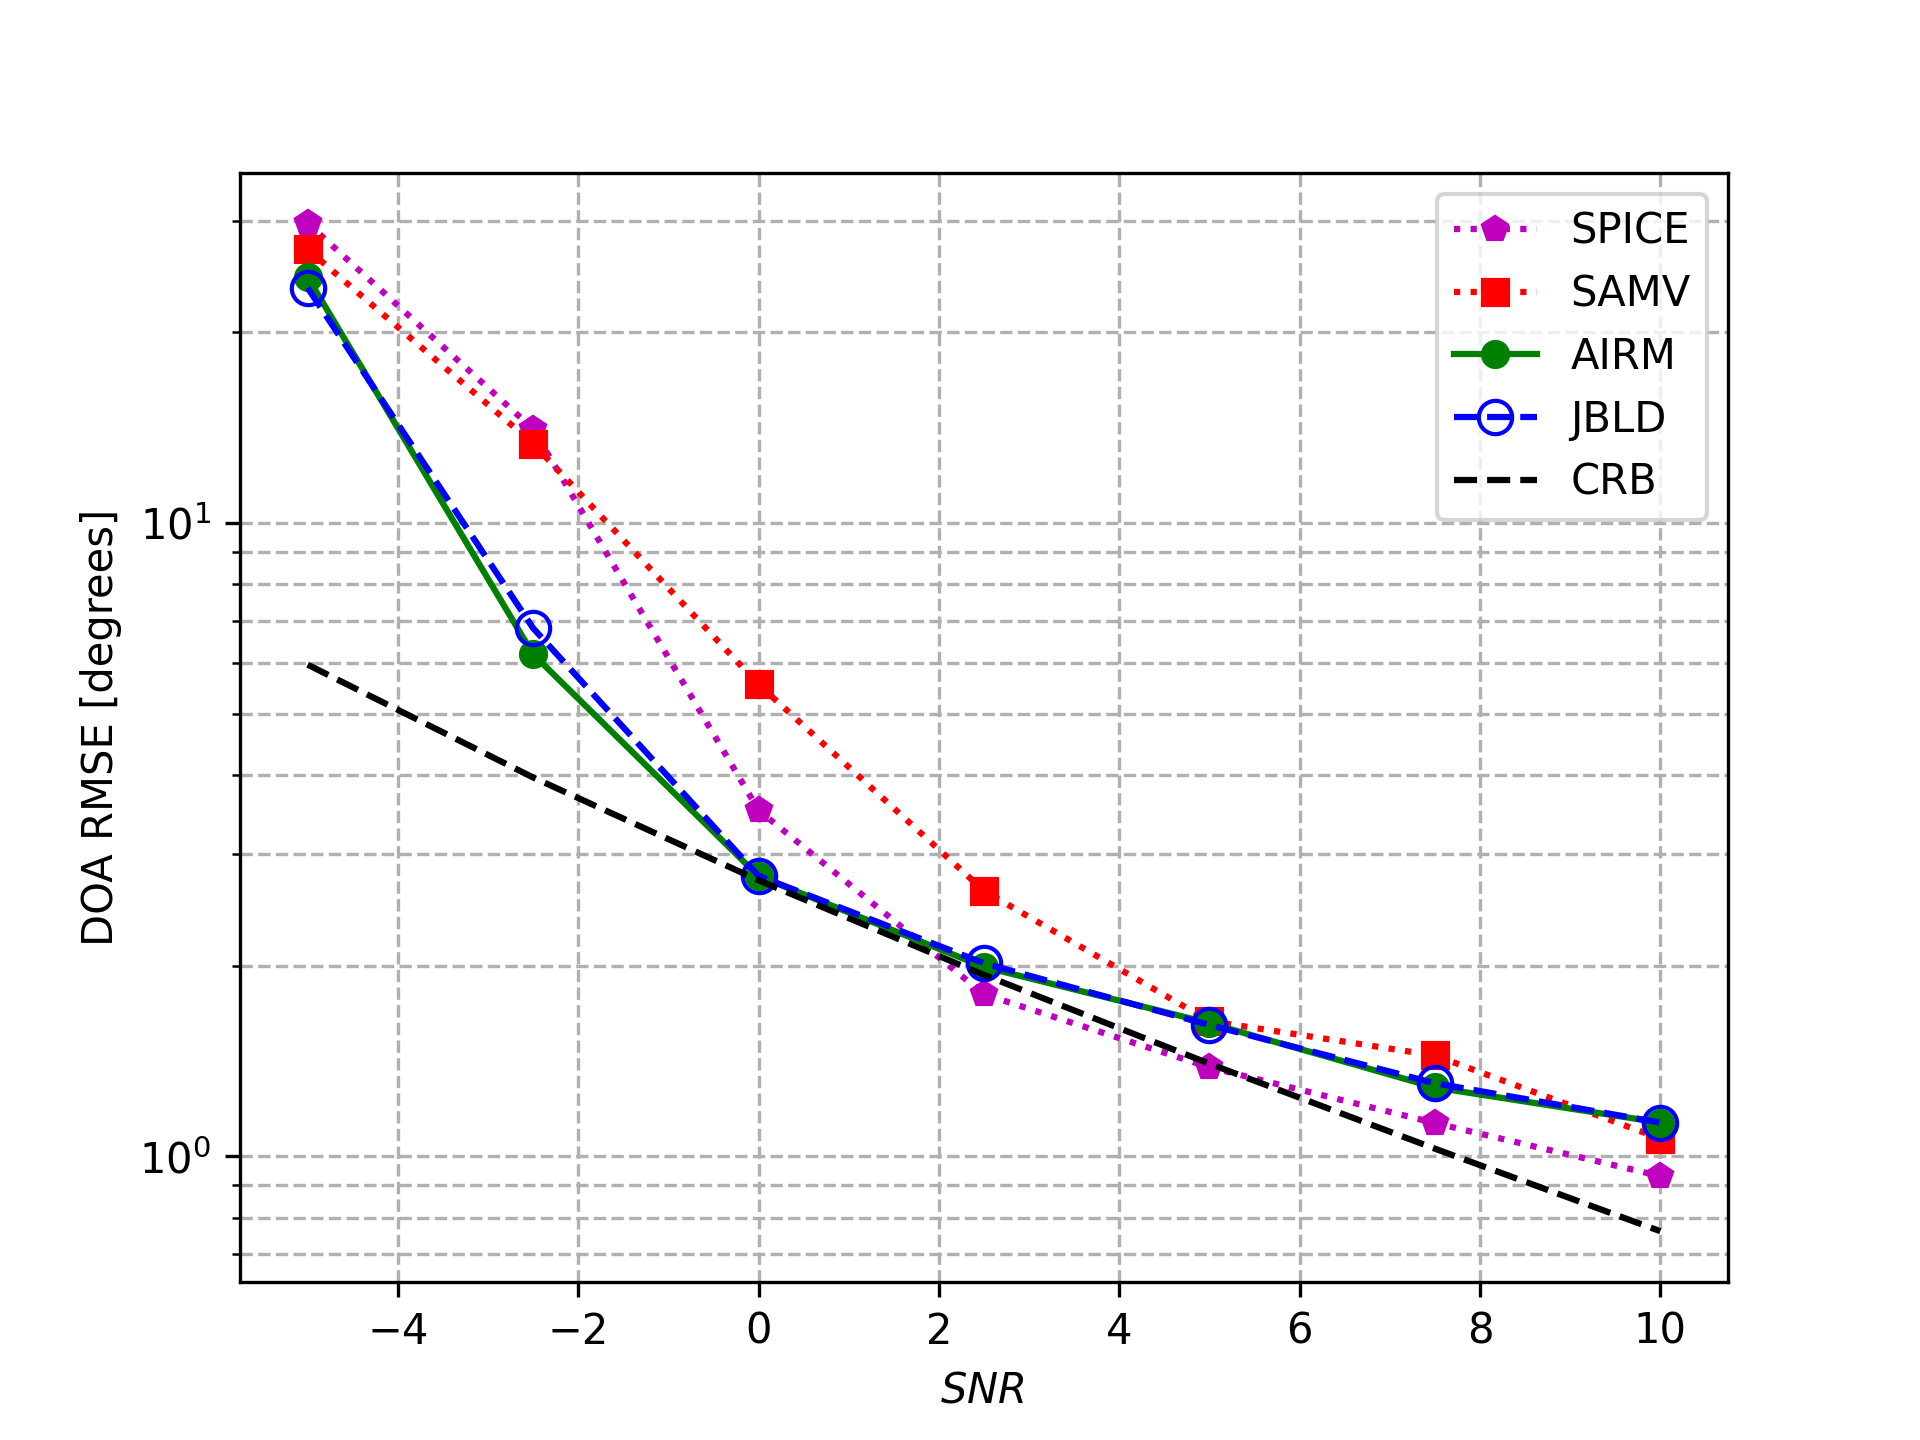 SPICE
SAMV
AIRM
JBLD
CRB
DOA RMSE [degrees]
10¹
10⁰
−4 −2 0 2 4 6 8 10
SNR